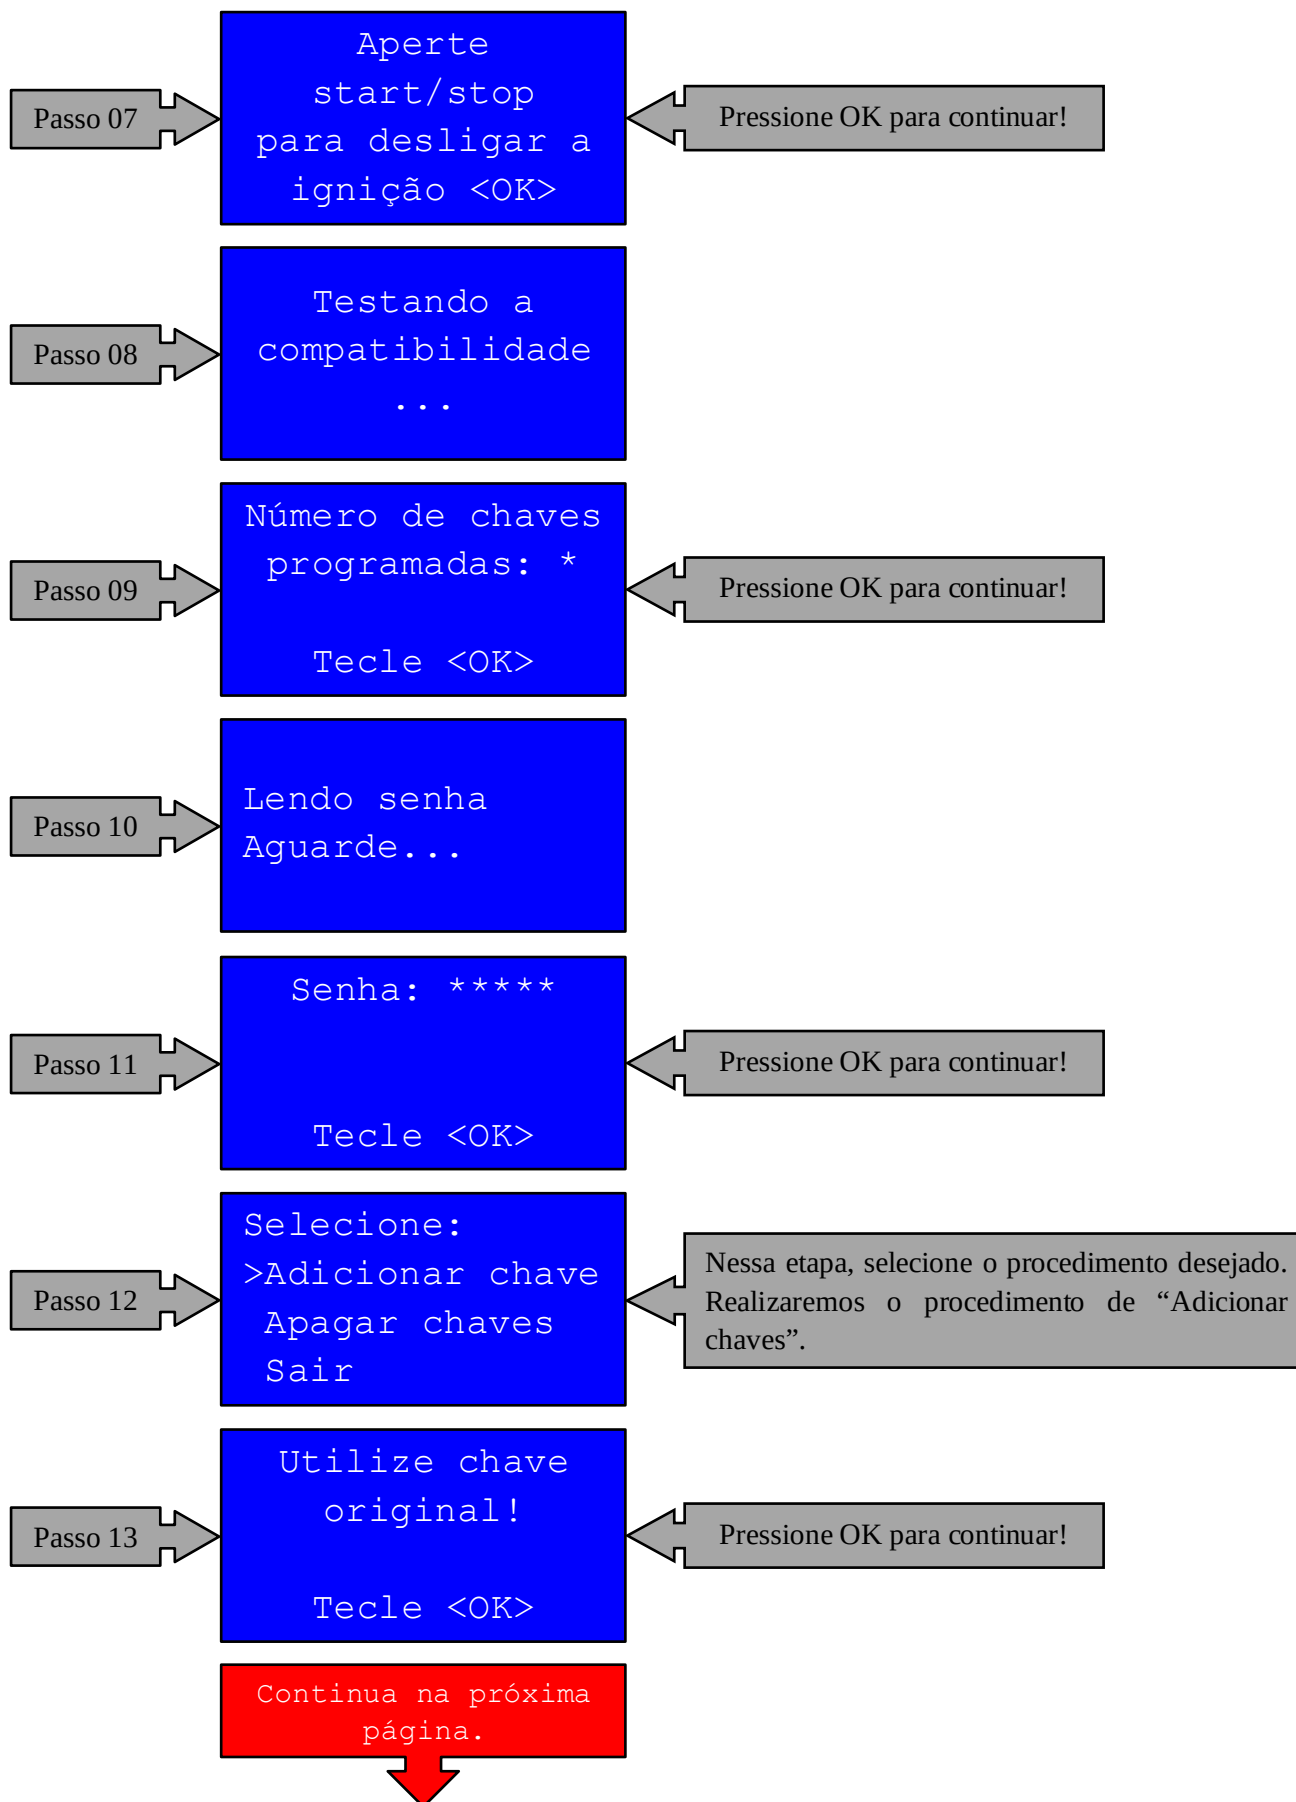 Passo 07
Aperte
start/stop
para desligar a
ignição <OK>
Pressione OK para continuar!
Passo 08
Testando a
compatibilidade
...
Passo 09
Número de chaves
programadas: *
Tecle <OK>
Pressione OK para continuar!
Passo 10
Lendo senha
Aguarde...
Passo 11
Senha: *****
Tecle <OK>
Pressione OK para continuar!
Passo 12
Selecione:
>Adicionar chave
Apagar chaves
Sair
Nessa etapa, selecione o procedimento desejado.
Realizaremos o procedimento de “Adicionar
chaves”.
Passo 13
Utilize chave
original!
Tecle <OK>
Pressione OK para continuar!
Continua na próxima
página.